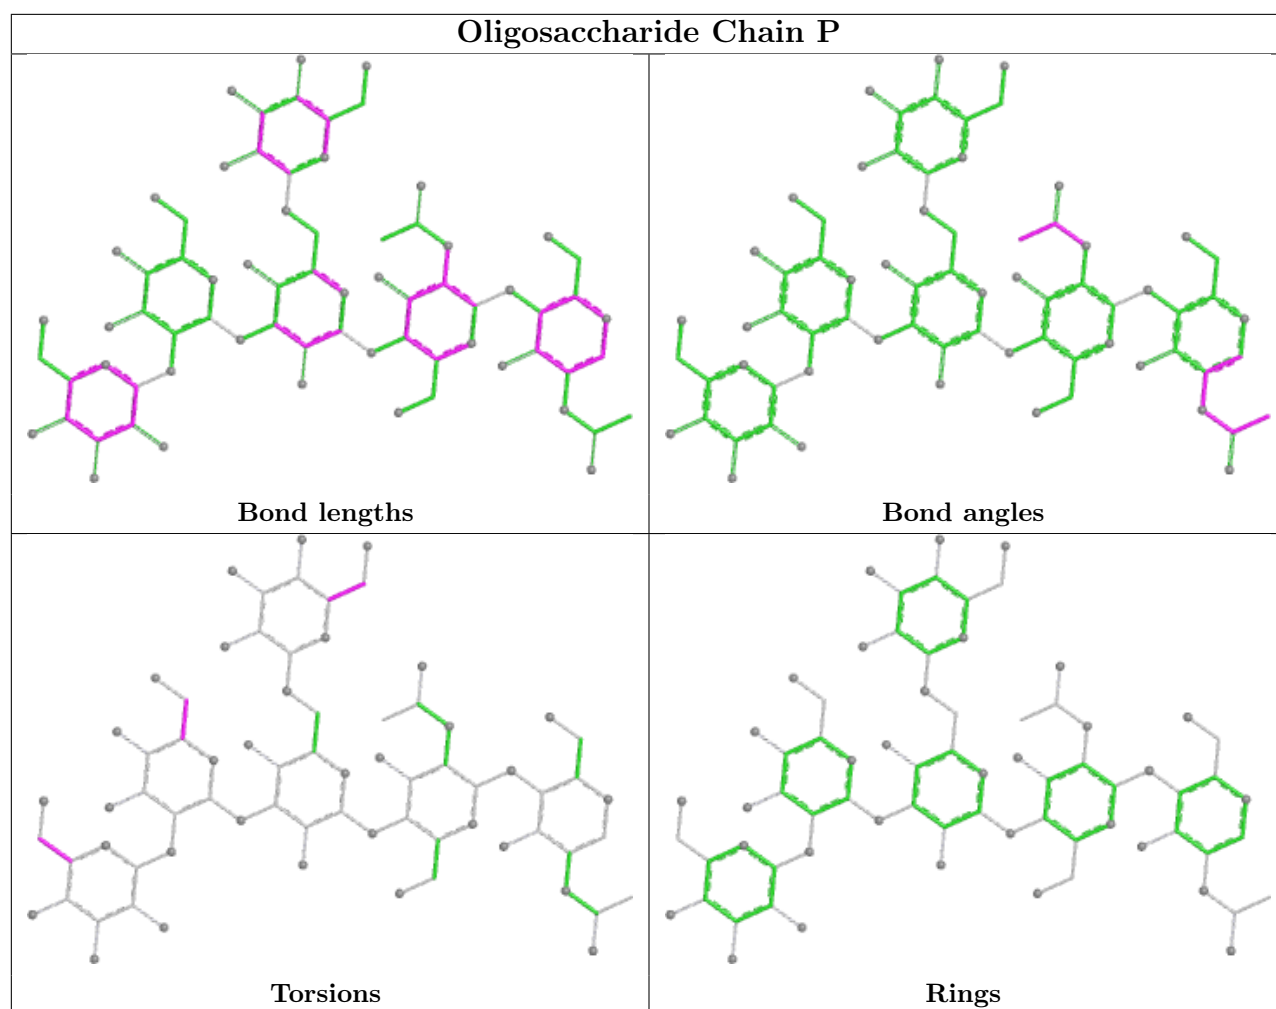 Oligosaccharide Chain P
Bond lengths
Bond angles
Torsions
Rings